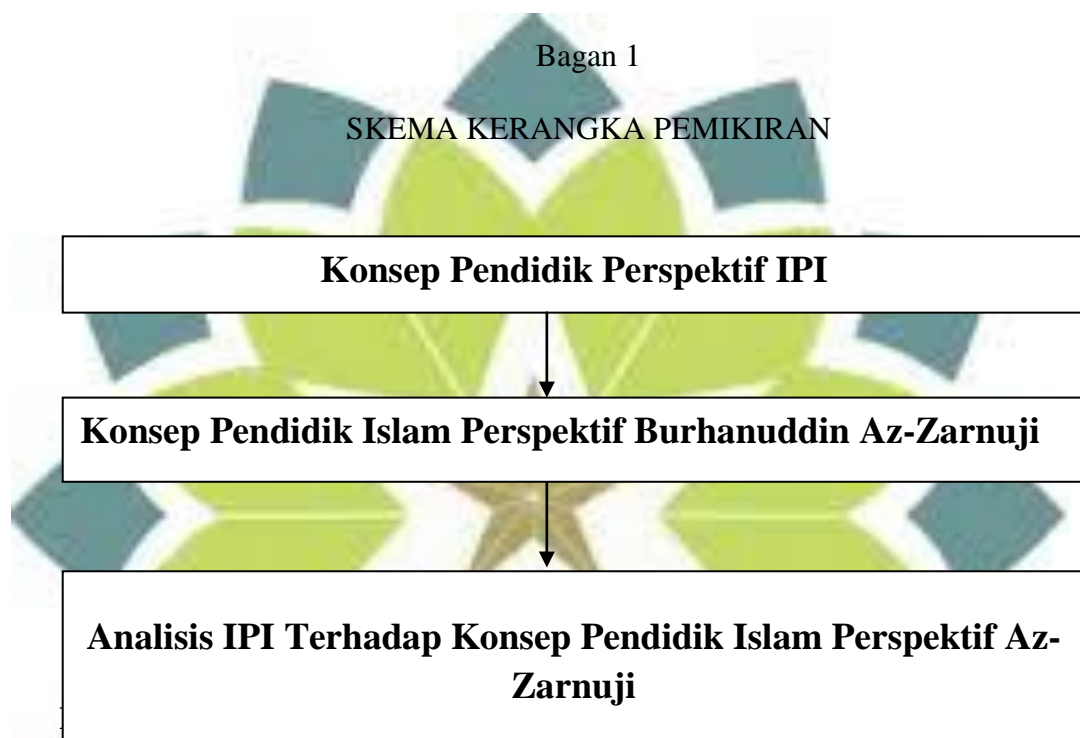 Bagan 1
SKEMA KERANGKA PEMIKIRAN
Konsep Pendidik Perspektif IPI
Konsep Pendidik Islam Perspektif Burhanuddin Az-Zarnuji
Analisis IPI Terhadap Konsep Pendidik Islam Perspektif Az-
Zarnuji